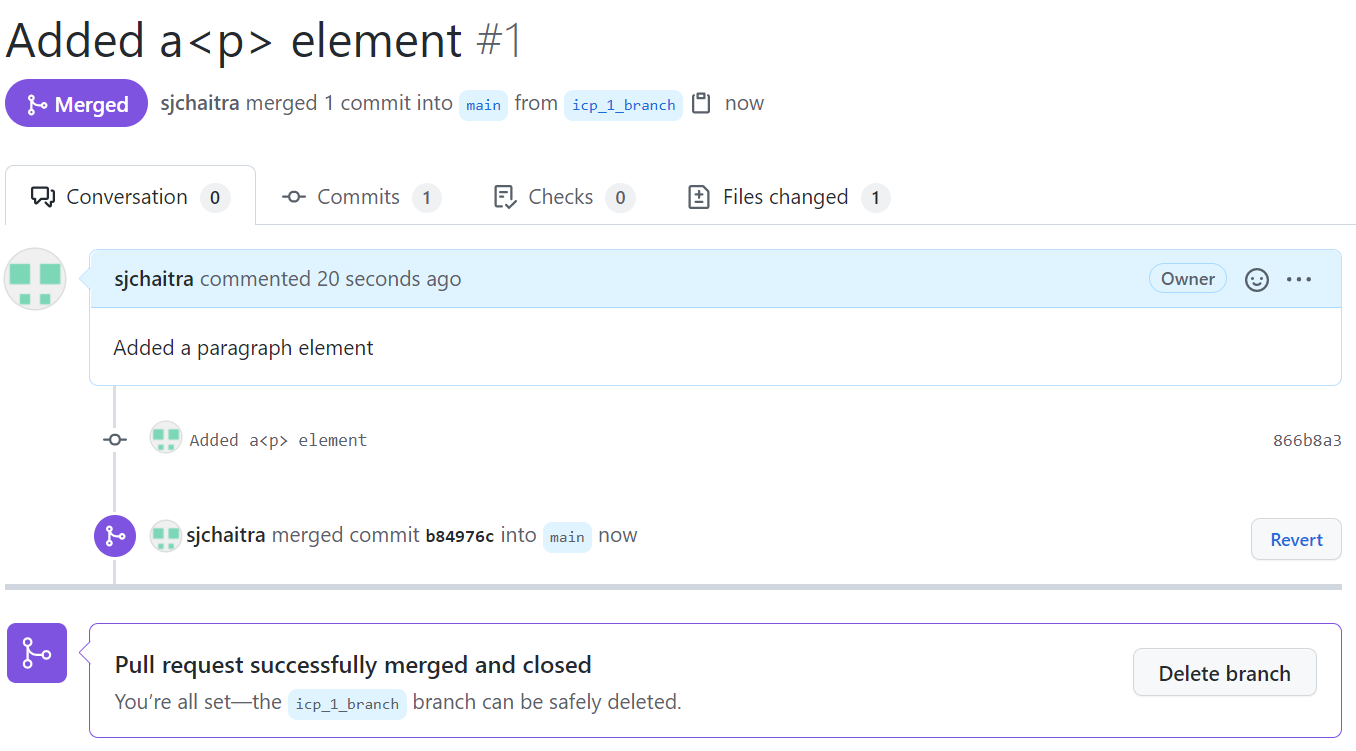 Added a<p> element #1
Merged sjchaitra merged 1 commit into main from icp_1_branch now
Conversation 0 Commits 1 Checks 0 Files changed 1
sjchaitra commented 20 seconds ago Owner
Added a paragraph element
Added a<p> element 866b8a3
sjchaitra merged commit b84976c into main now Revert
Pull request successfully merged and closed
You’re all set—the icp_1_branch branch can be safely deleted.
Delete branch